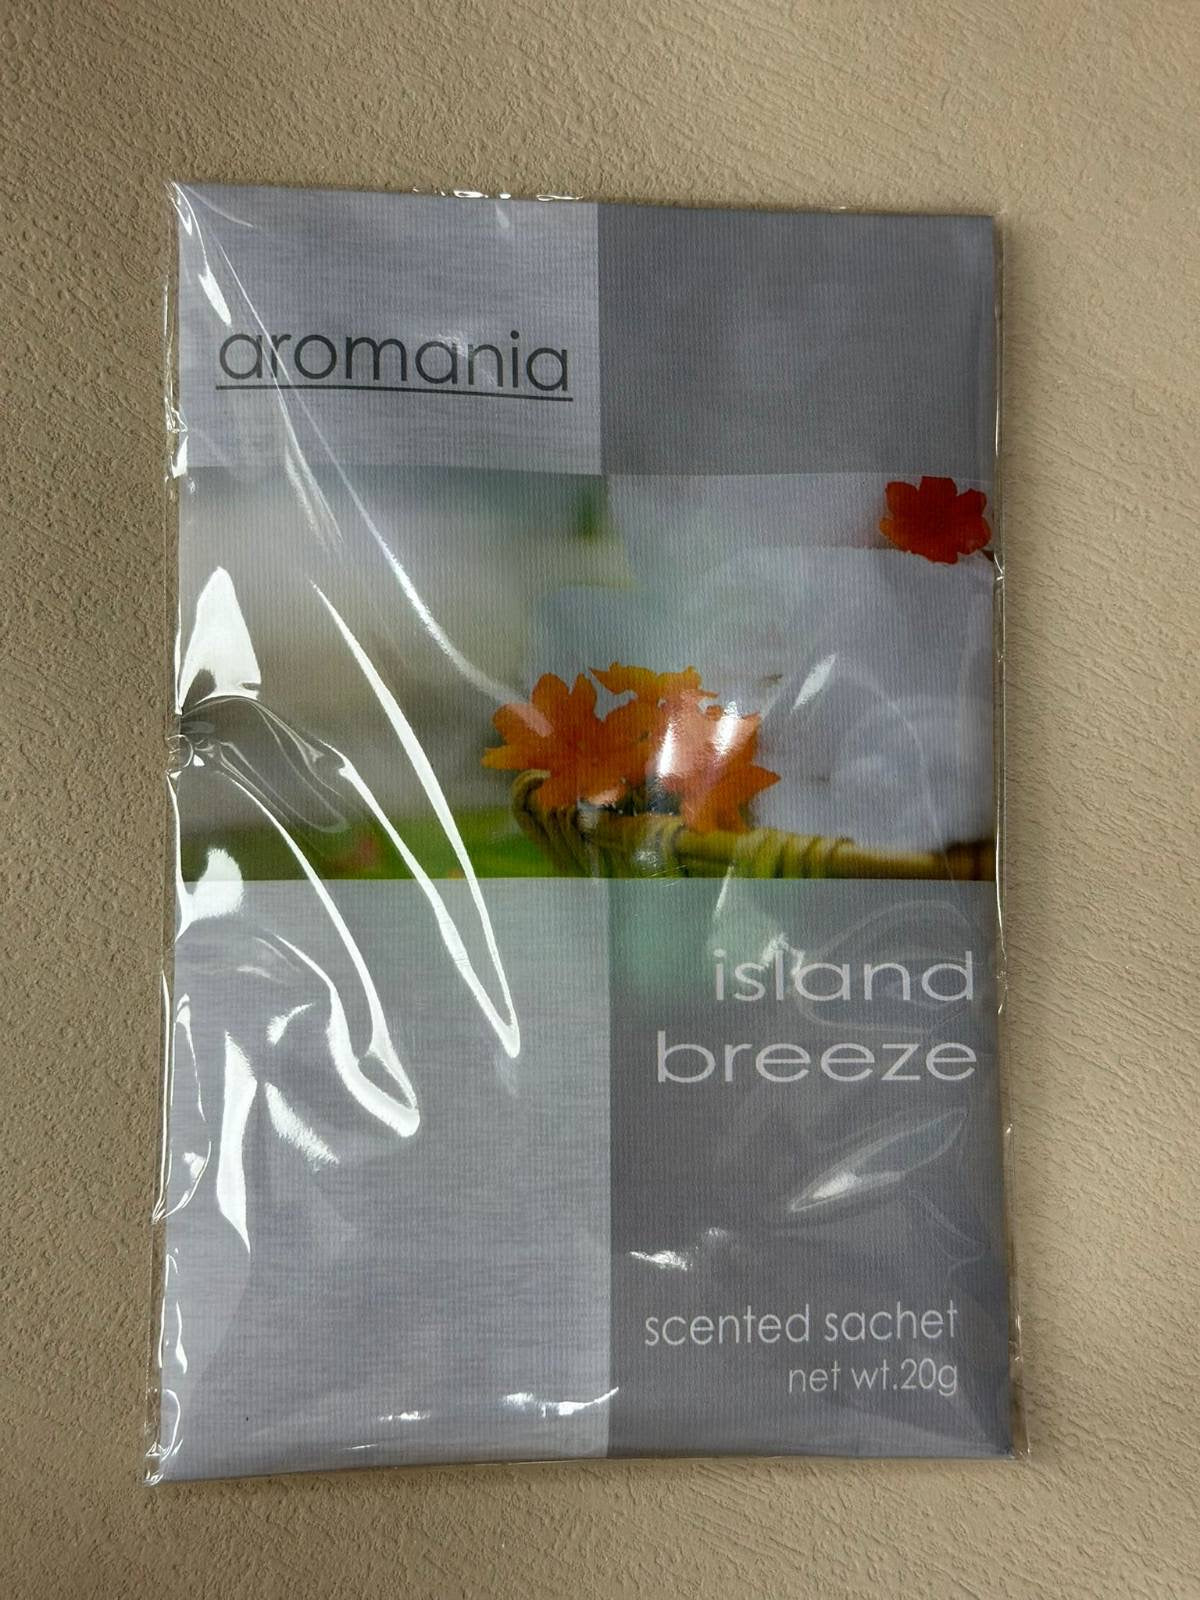 aromania
island
breeze
scented sachet
net wt.20g